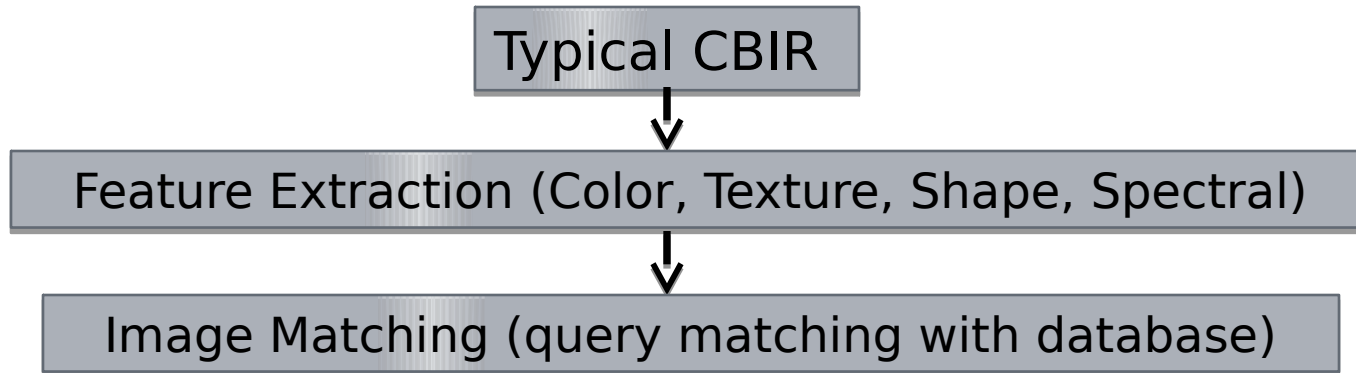 Typical CBIR
Feature Extraction (Color, Texture, Shape, Spectral)
Image Matching (query matching with database)